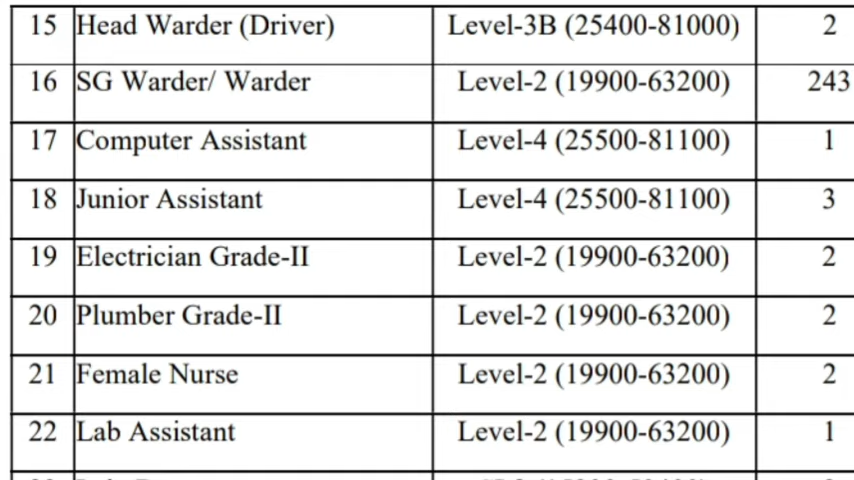 15 Head Warder (Driver) Level-3B (25400-81000) 2
16 SG Warder/ Warder Level-2 (19900-63200) 243
17 Computer Assistant Level-4 (25500-81100) 1
18 Junior Assistant Level-4 (25500-81100) 3
19 Electrician Grade-II Level-2 (19900-63200) 2
20 Plumber Grade-II Level-2 (19900-63200) 2
21 Female Nurse Level-2 (19900-63200) 2
22 Lab Assistant Level-2 (19900-63200) 1